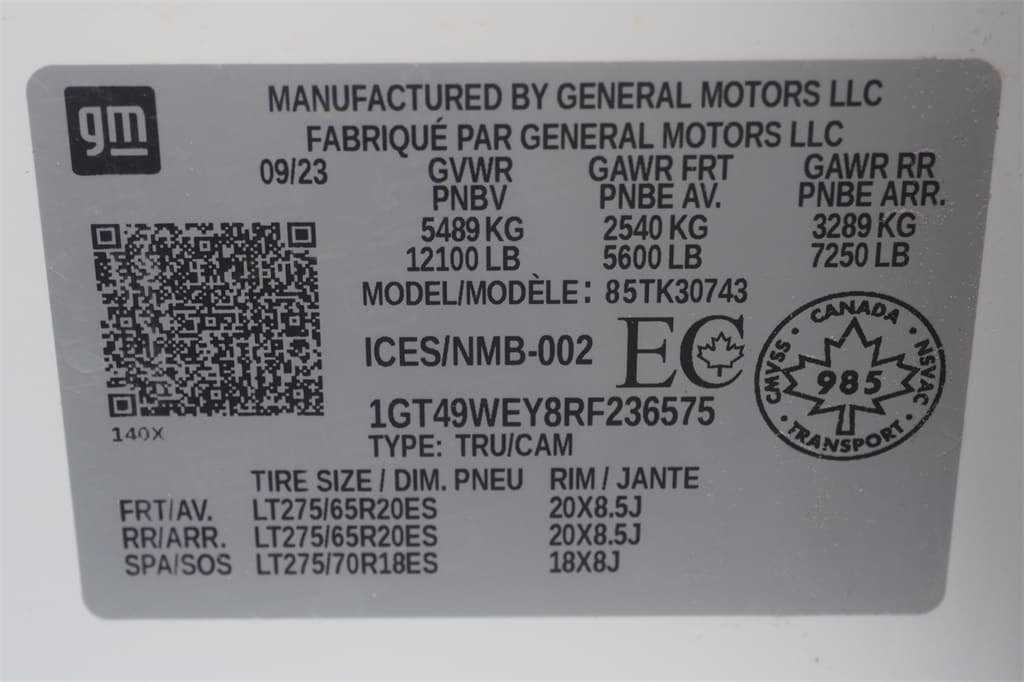 gm
MANUFACTURED BY GENERAL MOTORS LLC
FABRIQUÉ PAR GENERAL MOTORS LLC
09/23 GVWR GAWR FRT GAWR RR
PNBV PNBE AV. PNBE ARR.
5489 KG 2540 KG 3289 KG
12100 LB 5600 LB 7250 LB
MODEL/MODÈLE: 85TK30743
ICES/NMB-002 EC
CANADA
CMVSS 985 NSVAC
TRANSPORT
140X
1GT49WEY8RF236575
TYPE: TRU/CAM
TIRE SIZE / DIM. PNEU RIM / JANTE
FRT/AV. LT275/65R20ES 20X8.5J
RR/ARR. LT275/65R20ES 20X8.5J
SPA/SOS LT275/70R18ES 18X8J